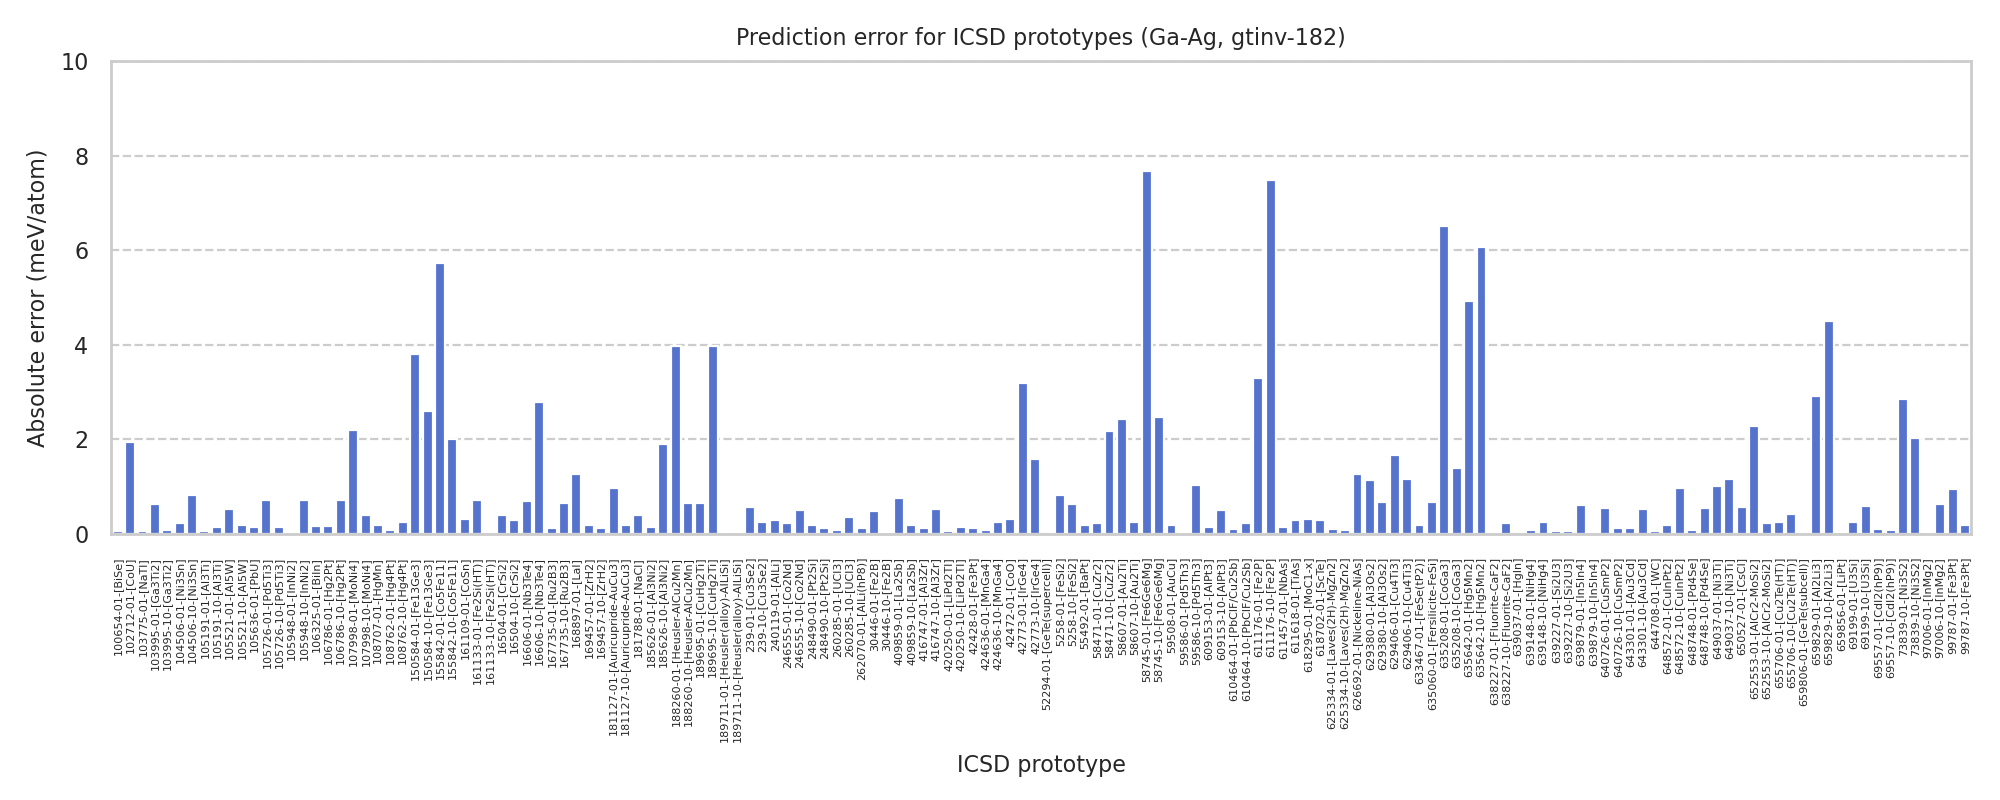 Prediction error for ICSD prototypes (Ga-Ag, gtinv-182)
Absolute error (meV/atom)
10
8
6
4
2
0
100654-01-[BiSe]
102712-01-[CoU]
103775-01-[NaTl]
103995-01-[Ga3Ti2]
103995-10-[Ga3Ti2]
104506-01-[Ni3Sn]
104506-10-[Ni3Sn]
105191-01-[Al3Ti]
105191-10-[Al3Ti]
105521-01-[Al5W]
105521-10-[Al5W]
105636-01-[PbU]
105726-01-[Pd5Ti3]
105726-10-[Pd5Ti3]
105948-01-[InNi2]
105948-10-[InNi2]
106325-01-[BiIn]
106786-01-[Hg2Pt]
106786-10-[Hg2Pt]
107998-01-[MoNi4]
107998-10-[MoNi4]
108707-01-[HgMn]
108762-01-[Hg4Pt]
108762-10-[Hg4Pt]
150584-01-[Fe13Ge3]
150584-10-[Fe13Ge3]
155842-01-[Co5Fe11]
155842-10-[Co5Fe11]
161109-01-[CoSn]
161133-01-[Fe2Si(HT)]
161133-10-[Fe2Si(HT)]
16504-01-[CrSi2]
16504-10-[CrSi2]
16606-01-[Nb3Te4]
16606-10-[Nb3Te4]
167735-01-[Ru2B3]
167735-10-[Ru2B3]
168897-01-[LaI]
169457-01-[ZrH2]
169457-10-[ZrH2]
181127-01-[Auricupride-AuCu3]
181127-10-[Auricupride-AuCu3]
181788-01-[NaCl]
185626-01-[Al3Ni2]
185626-10-[Al3Ni2]
188260-01-[Heusler-AlCu2Mn]
188260-10-[Heusler-AlCu2Mn]
189695-01-[CuHg2Ti]
189695-10-[CuHg2Ti]
189711-01-[Heusler(alloy)-AlLiSi]
189711-10-[Heusler(alloy)-AlLiSi]
239-01-[Cu3Se2]
239-10-[Cu3Se2]
240119-01-[AlLi]
246555-01-[Co2Nd]
246555-10-[Co2Nd]
248490-01-[Pt2Si]
248490-10-[Pt2Si]
260285-01-[UCl3]
260285-10-[UCl3]
262070-01-[AlLi(hP8)]
30446-01-[Fe2B]
30446-10-[Fe2B]
409859-01-[La2Sb]
409859-10-[La2Sb]
416747-01-[Al3Zr]
416747-10-[Al3Zr]
420250-01-[LiPd2Tl]
420250-10-[LiPd2Tl]
42428-01-[Fe3Pt]
424636-01-[MnGa4]
424636-10-[MnGa4]
42472-01-[CoO]
42773-01-[IrGe4]
42773-10-[IrGe4]
52294-01-[GeTe(supercell)]
5258-01-[FeSi2]
5258-10-[FeSi2]
55492-01-[BaPt]
58471-01-[CuZr2]
58471-10-[CuZr2]
58607-01-[Au2Ti]
58607-10-[Au2Ti]
58745-01-[Fe6Ge6Mg]
58745-10-[Fe6Ge6Mg]
59508-01-[AuCu]
59586-01-[Pd5Th3]
59586-10-[Pd5Th3]
609153-01-[AlPt3]
609153-10-[AlPt3]
610464-01-[PbClF/Cu2Sb]
610464-10-[PbClF/Cu2Sb]
611176-01-[Fe2P]
611176-10-[Fe2P]
611457-01-[NbAs]
611618-01-[TiAs]
618295-01-[MoC1-x]
618702-01-[ScTe]
625334-01-[Laves(2H)-MgZn2]
625334-10-[Laves(2H)-MgZn2]
626692-01-[Nickeline-NiAs]
629380-01-[Al3Os2]
629380-10-[Al3Os2]
629406-01-[Cu4Ti3]
629406-10-[Cu4Ti3]
633467-01-[FeSe(tP2)]
635060-01-[Fersilicite-FeSi]
635208-01-[CoGa3]
635208-10-[CoGa3]
635642-01-[Hg5Mn2]
635642-10-[Hg5Mn2]
638227-01-[Fluorite-CaF2]
638227-10-[Fluorite-CaF2]
639037-01-[HgIn]
639148-01-[NiHg4]
639148-10-[NiHg4]
639227-01-[Si2U3]
639227-10-[Si2U3]
639879-01-[In5In4]
639879-10-[In5In4]
640726-01-[CuSmP2]
640726-10-[CuSmP2]
643301-01-[Au3Cd]
643301-10-[Au3Cd]
644708-01-[WC]
648572-01-[CuInPt2]
648572-10-[CuInPt2]
648748-01-[Pd4Se]
648748-10-[Pd4Se]
649037-01-[Ni3Ti]
649037-10-[Ni3Ti]
650527-01-[CsCl]
652553-01-[AlCr2-MoSi2]
652553-10-[AlCr2-MoSi2]
655706-01-[Cu2Te(HT)]
655706-10-[Cu2Te(HT)]
659806-01-[GeTe(subcell)]
659829-01-[Al2Li3]
659829-10-[Al2Li3]
659856-01-[LiPt]
69199-01-[U3Si]
69199-10-[U3Si]
69557-01-[CdI2(hP9)]
69557-10-[CdI2(hP9)]
73839-01-[Ni3S2]
73839-10-[Ni3S2]
97006-01-[InMg2]
97006-10-[InMg2]
99787-01-[Fe3Pt]
99787-10-[Fe3Pt]
ICSD prototype